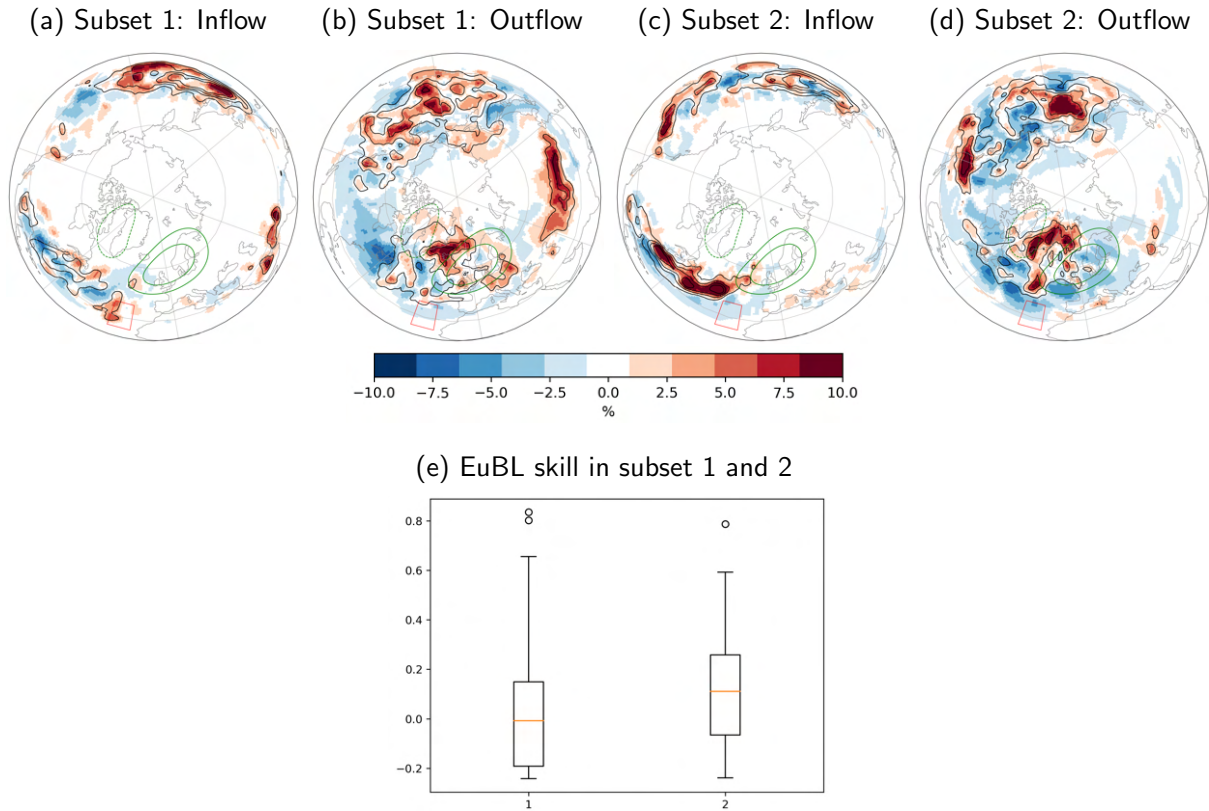 (a) Subset 1: Inflow
(b) Subset 1: Outflow
(c) Subset 2: Inflow
(d) Subset 2: Outflow
−10.0 −7.5 −5.0 −2.5 0.0 2.5 5.0 7.5 10.0
%
(e) EuBL skill in subset 1 and 2
0.8
0.6
0.4
0.2
0.0
−0.2
1 2